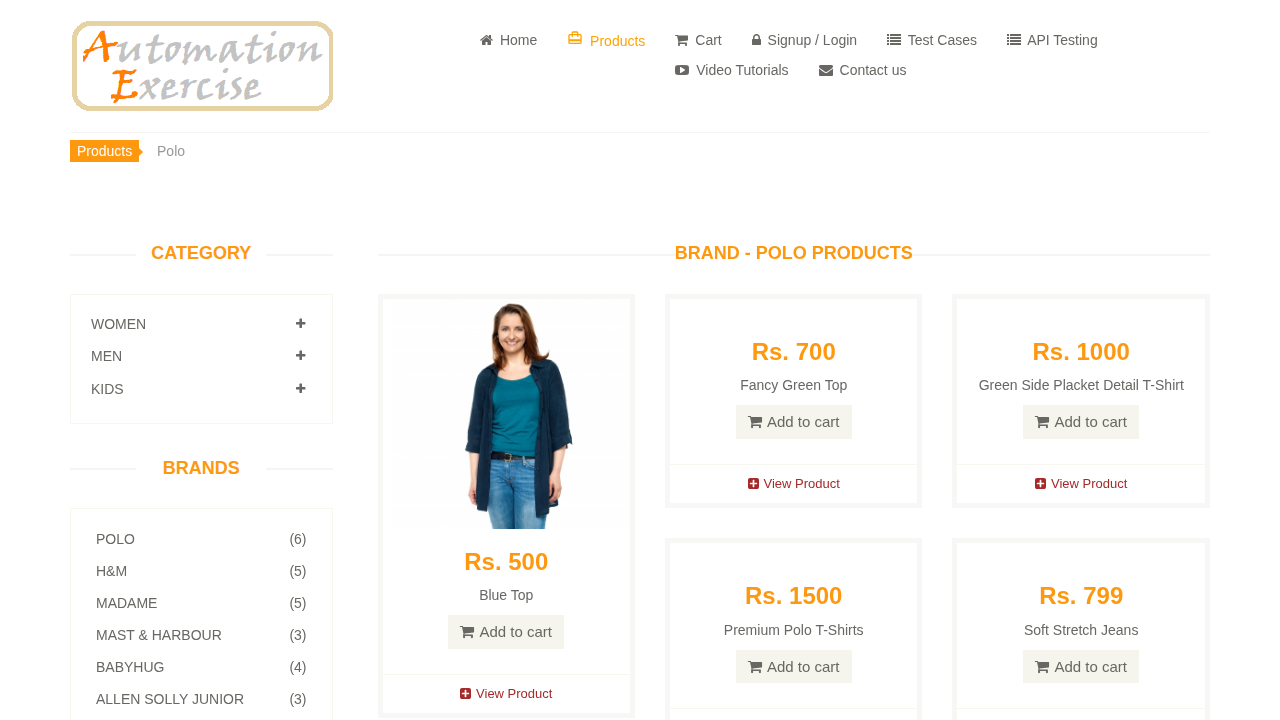 Automation
Exercise
Home
Products
Cart
Signup / Login
Test Cases
API Testing
Video Tutorials
Contact us
Products
Polo
CATEGORY
WOMEN
MEN
KIDS
BRANDS
POLO (6)
H&M (5)
MADAME (5)
MAST & HARBOUR (3)
BABYHUG (4)
ALLEN SOLLY JUNIOR (3)
BRAND - POLO PRODUCTS
Rs. 500
Blue Top
Add to cart
View Product
Rs. 700
Fancy Green Top
Add to cart
View Product
Rs. 1000
Green Side Placket Detail T-Shirt
Add to cart
View Product
Rs. 1500
Premium Polo T-Shirts
Add to cart
Rs. 799
Soft Stretch Jeans
Add to cart